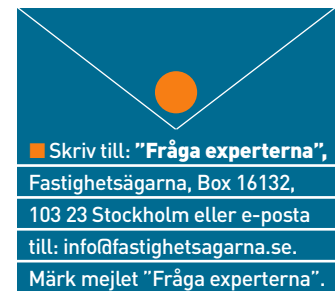 Skriv till: ”Fråga experterna”,
Fastighetsägarna, Box 16132,
103 23 Stockholm eller e-posta
till: info@fastighetsagarna.se.
Märk mejlet ”Fråga experterna”.